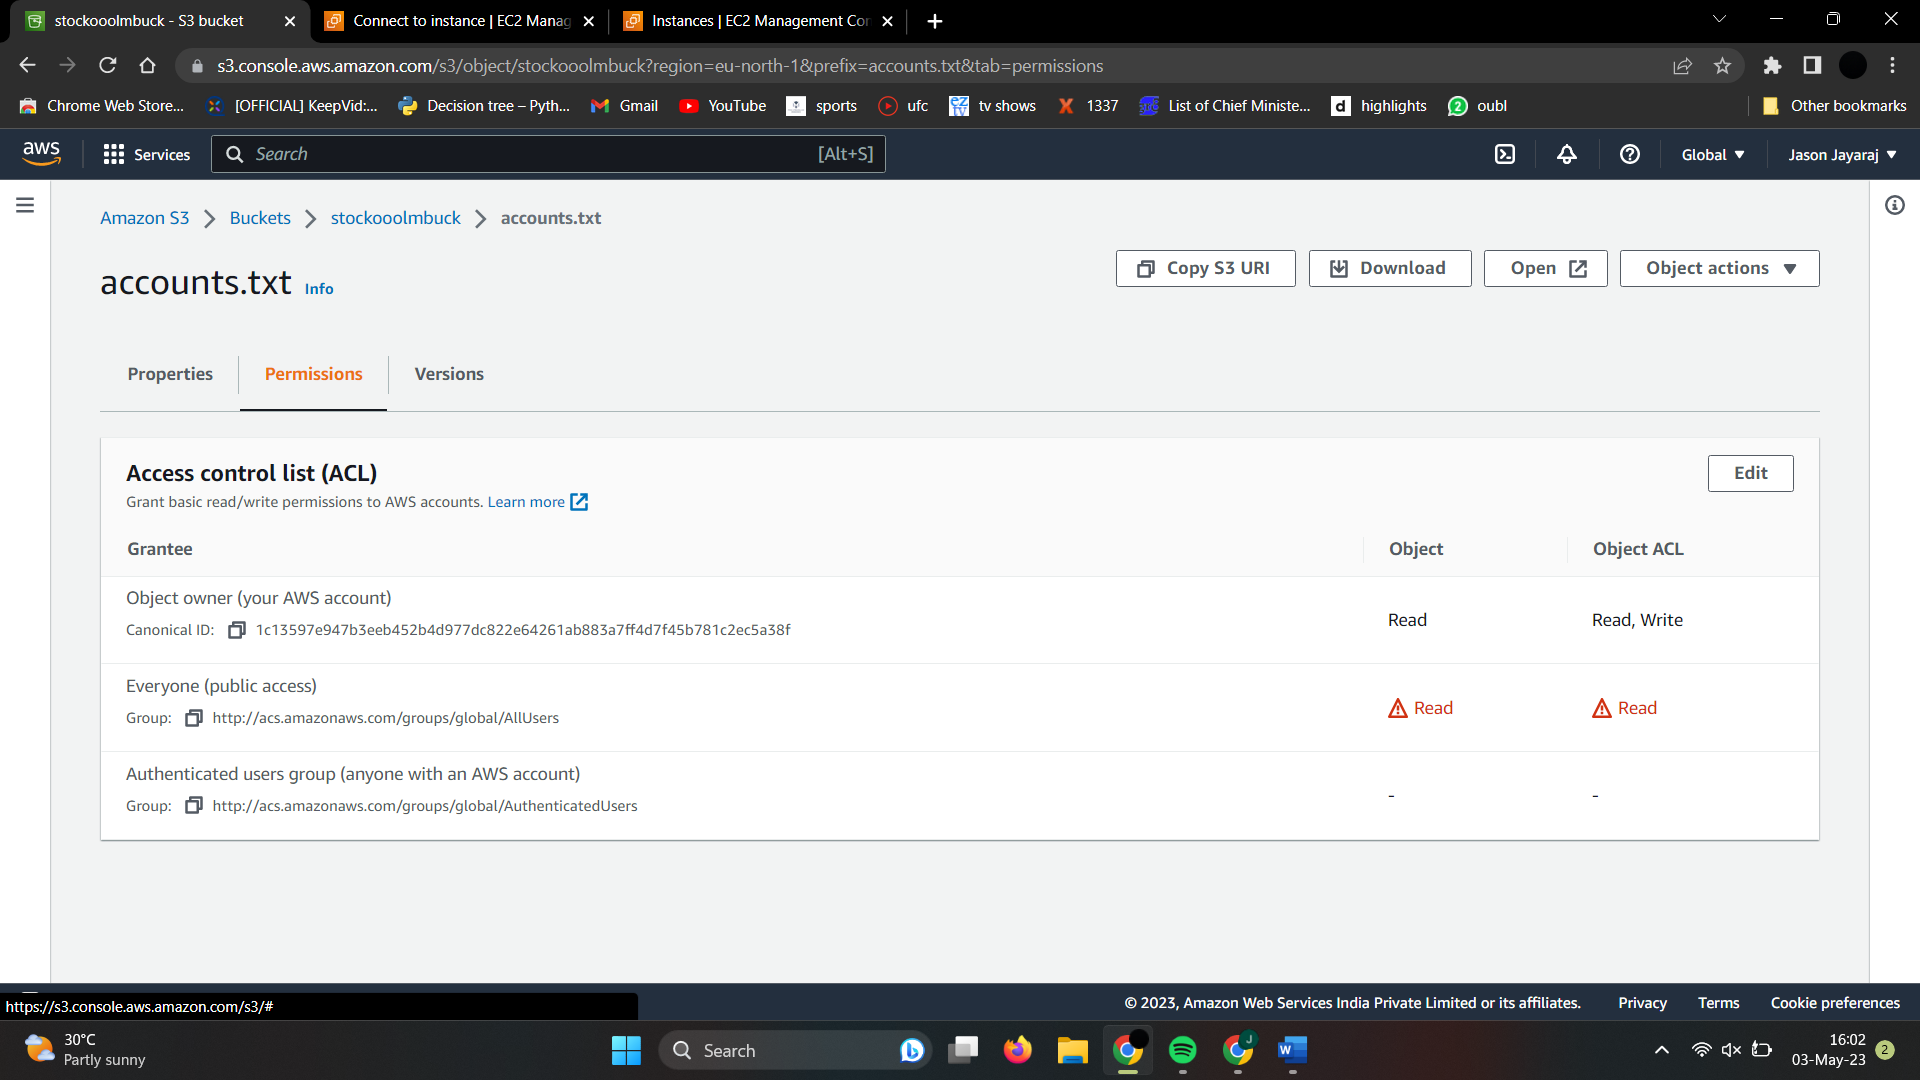 stockooolmbuck - S3 bucket
Connect to instance | EC2 Manag
Instances | EC2 Management Con
s3.console.aws.amazon.com/s3/object/stockooolmbuck?region=eu-north-1&prefix=accounts.txt&tab=permissions
Chrome Web Store...
[OFFICIAL] KeepVid:...
Decision tree – Pyth...
Gmail
YouTube
sports
ufc
tv shows
1337
List of Chief Ministe...
highlights
oubl
Other bookmarks
aws
Services
Search
[Alt+S]
Global
Jason Jayaraj
Amazon S3
Buckets
stockooolmbuck
accounts.txt
accounts.txt
Info
Copy S3 URI
Download
Open
Object actions
Properties
Permissions
Versions
Access control list (ACL)
Edit
Grant basic read/write permissions to AWS accounts. Learn more
Grantee
Object
Object ACL
Object owner (your AWS account)
Canonical ID: 1c13597e947b3eeb452b4d977dc822e64261ab883a7ff4d7f45b781c2ec5a38f
Read
Read, Write
Everyone (public access)
Group: http://acs.amazonaws.com/groups/global/AllUsers
Read
Read
Authenticated users group (anyone with an AWS account)
Group: http://acs.amazonaws.com/groups/global/AuthenticatedUsers
-
-
https://s3.console.aws.amazon.com/s3/#
© 2023, Amazon Web Services India Private Limited or its affiliates.
Privacy
Terms
Cookie preferences
30°C
Partly sunny
Search
16:02
03-May-23
2